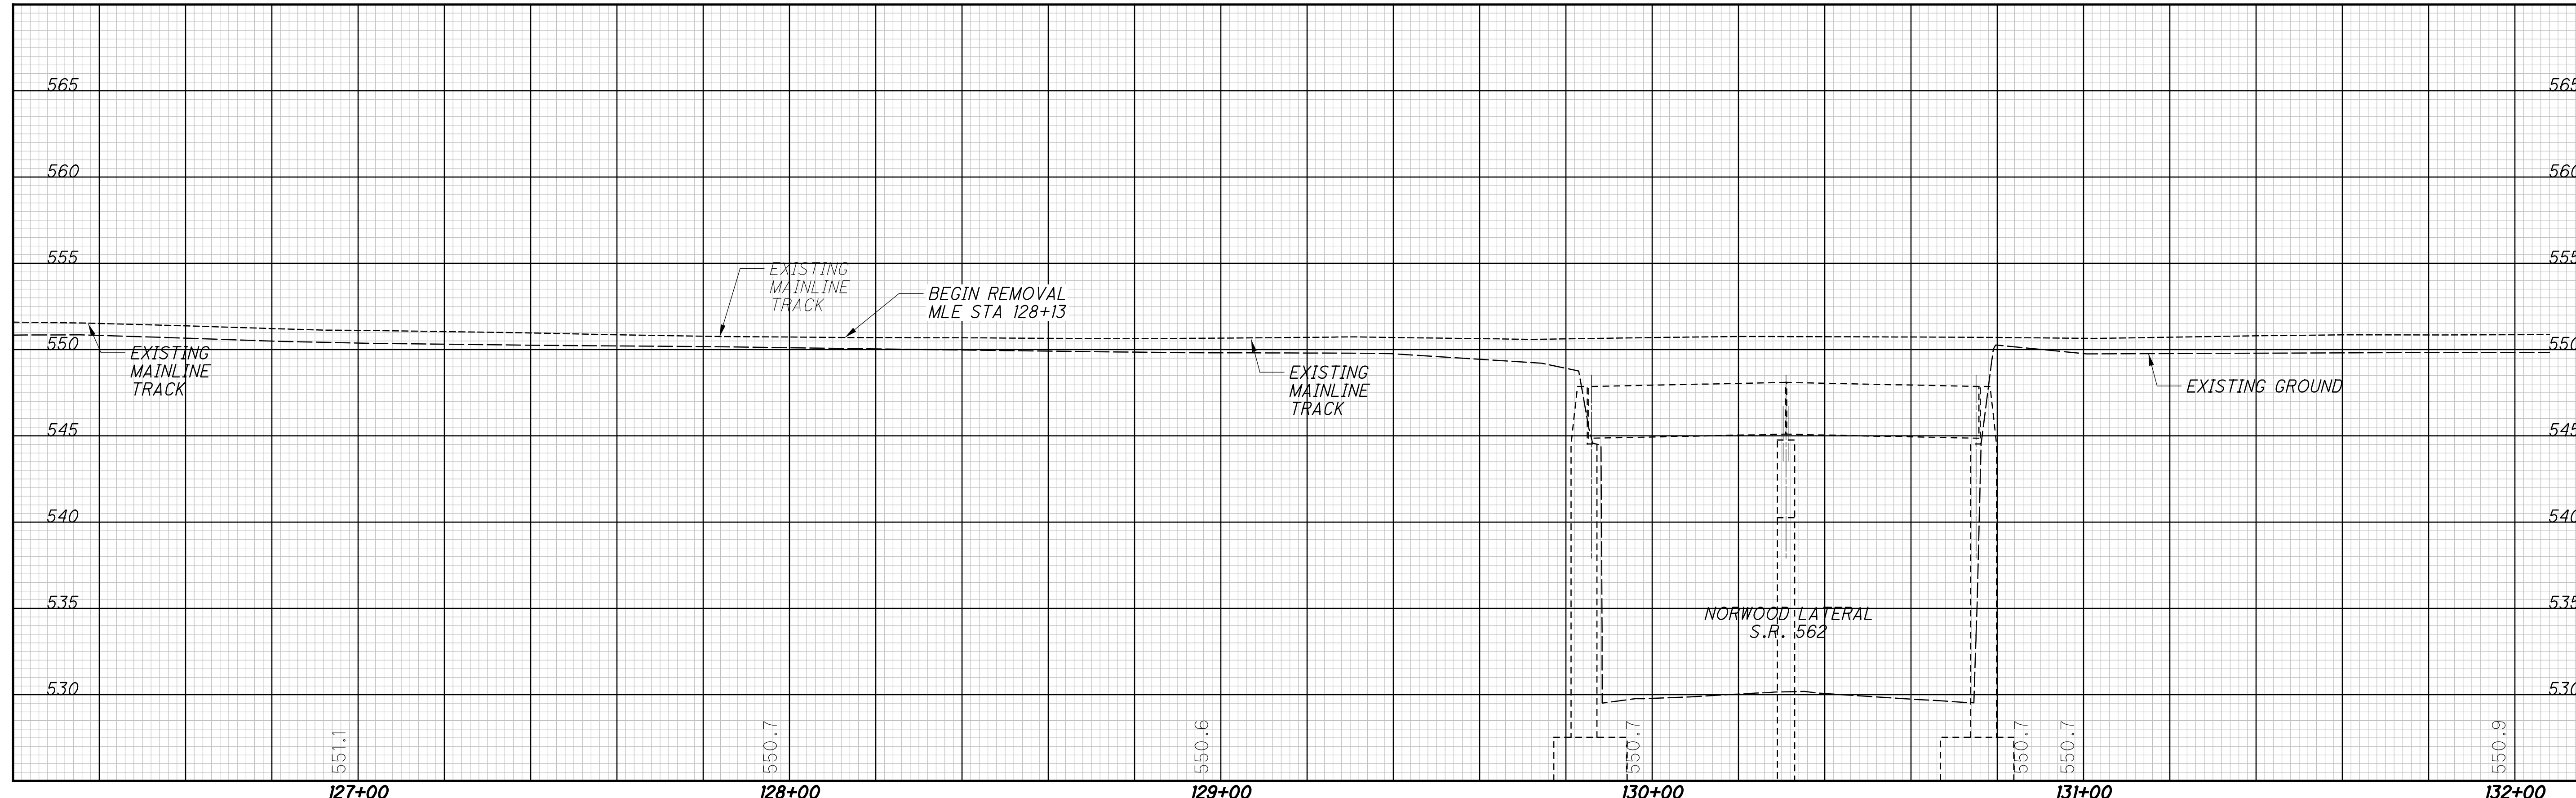 565
565
560
560
555
555
EXISTING
MAINLINE
TRACK
BEGIN REMOVAL
MLE STA 128+13
550
550
EXISTING
MAINLINE
TRACK
EXISTING
MAINLINE
TRACK
EXISTING GROUND
545
545
540
540
535
535
NORWOOD LATERAL
S.R. 562
530
530
551.1
550.7
550.6
550.7
550.7
550.7
550.9
127+00
128+00
129+00
130+00
131+00
132+00